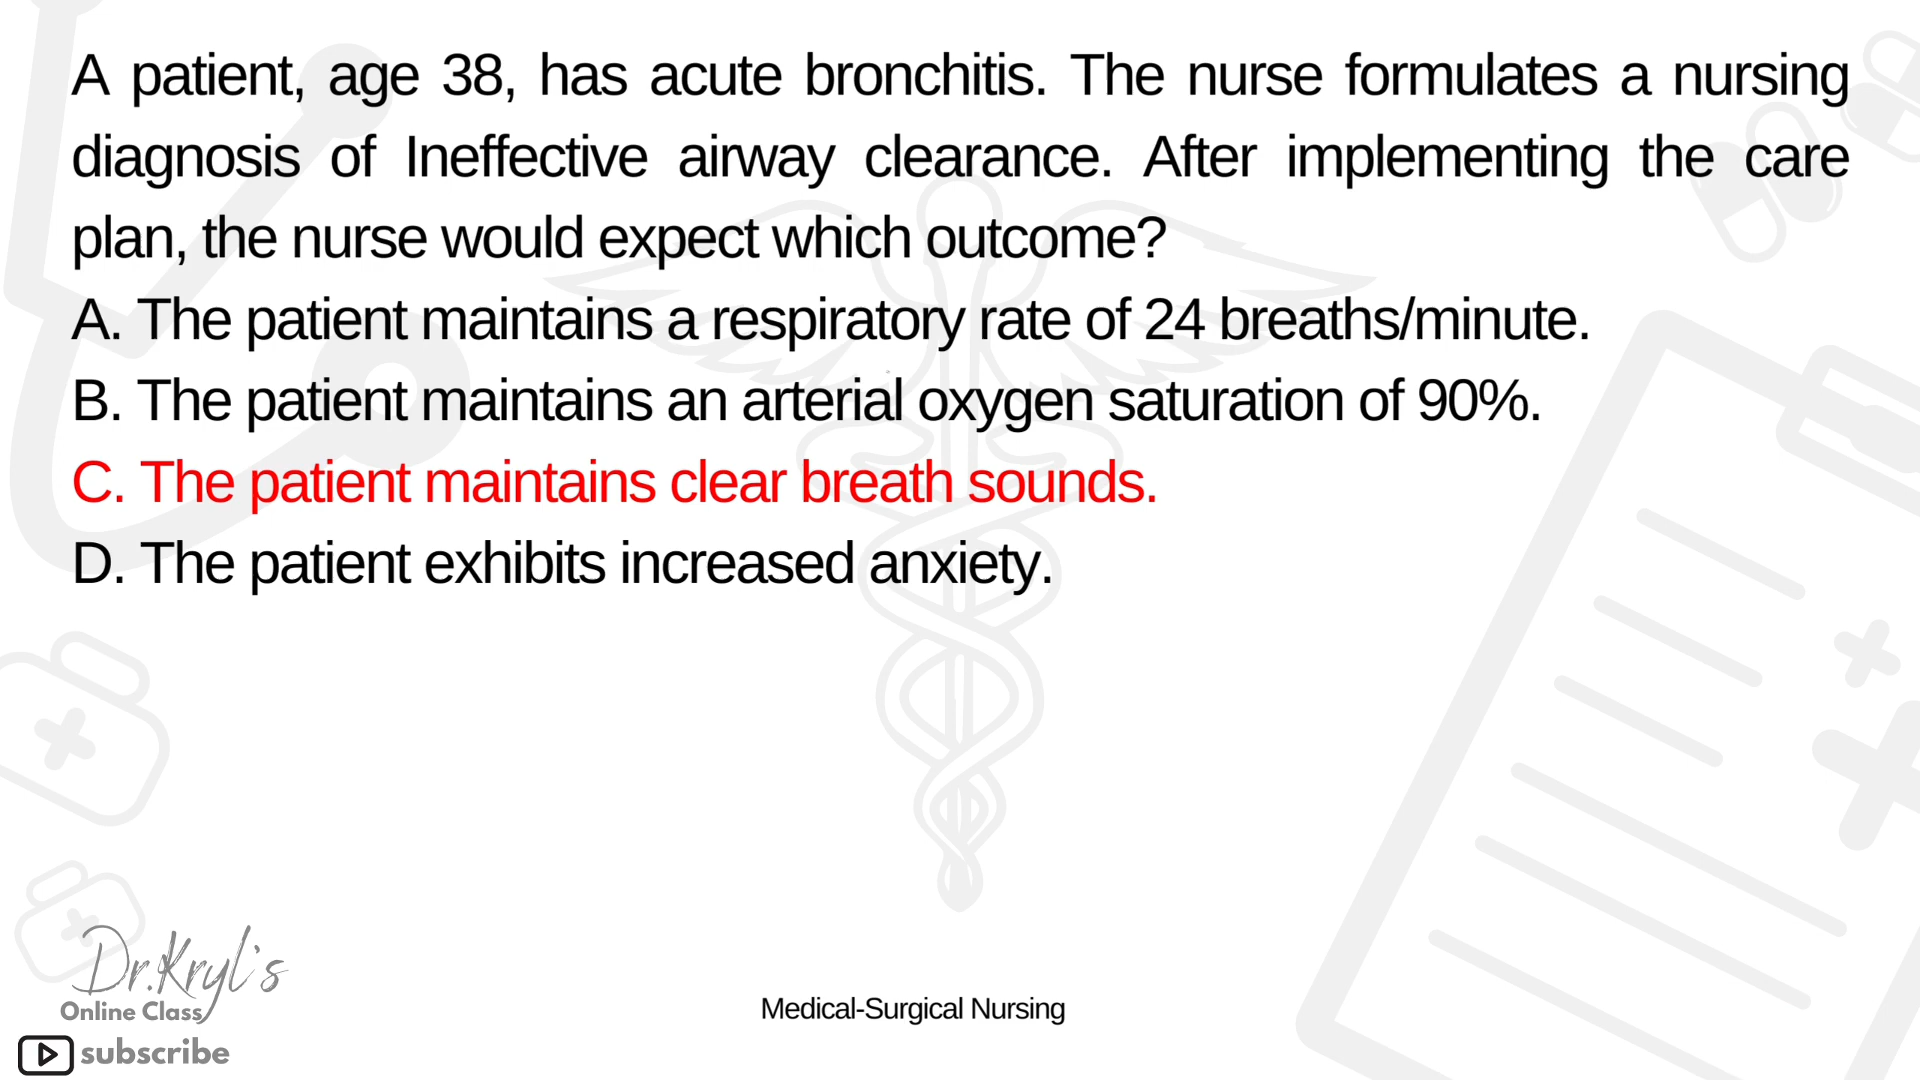 A patient, age 38, has acute bronchitis. The nurse formulates a nursing
diagnosis of Ineffective airway clearance. After implementing the care
plan, the nurse would expect which outcome?
A. The patient maintains a respiratory rate of 24 breaths/minute.
B. The patient maintains an arterial oxygen saturation of 90%.
C. The patient maintains clear breath sounds.
D. The patient exhibits increased anxiety.
Dr.Kryl's
Online Class
subscribe
Medical-Surgical Nursing